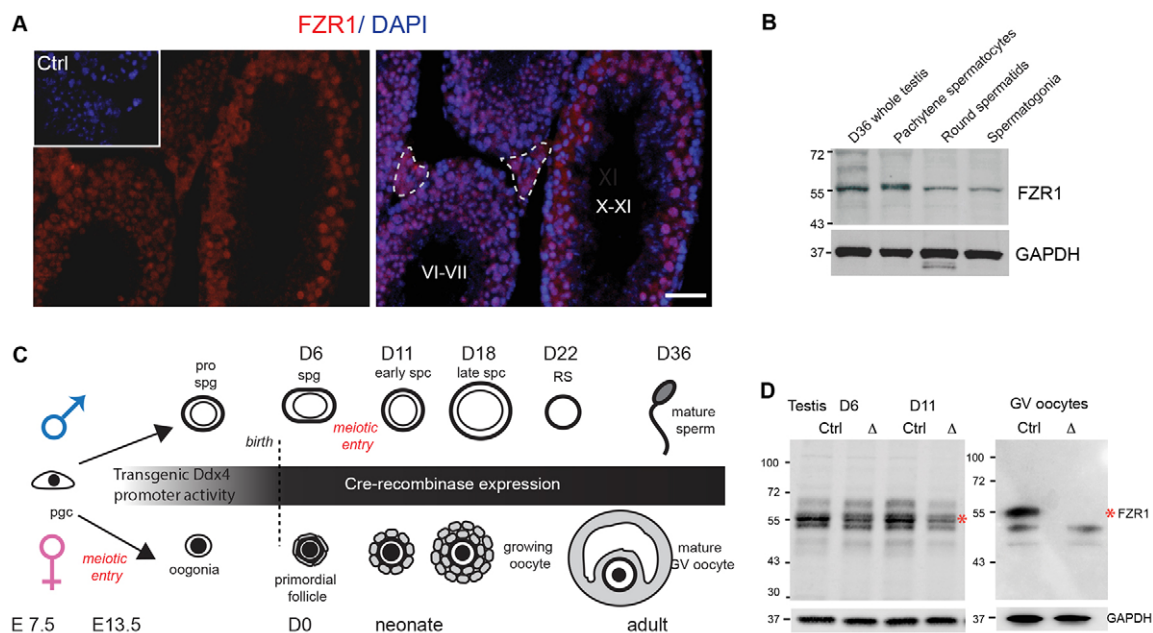 A
FZR1/ DAPI
Ctrl
VI-VII
XI
X-XI
B
D36 whole testis
Pachytene spermatocytes
Round spermatids
Spermatogonia
72
55
43
37
FZR1
GAPDH
C
D6
D11
D18
D22
D36
pro
spg
spg
early spc
late spc
RS
mature
sperm
birth
meiotic
entry
Transgenic Ddx4
promoter activity
Cre-recombinase expression
pgc
meiotic
entry
oogonia
primordial
follicle
growing
oocyte
mature
GV oocyte
E 7.5
E13.5
D0
neonate
adult
D
Testis D6 D11
Ctrl Δ Ctrl Δ
100
72
55
43
30
37
*
GV oocytes
Ctrl Δ
100
72
55
43
37
* FZR1
GAPDH